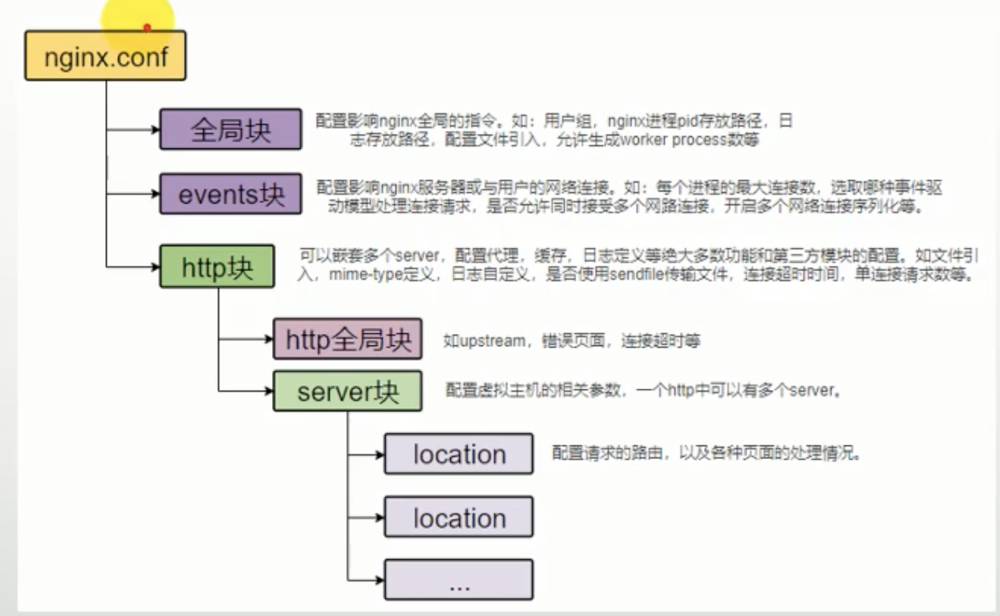 nginx.conf
全局块
配置影响nginx全局的指令。如：用户组，nginx进程pid存放路径，日
志存放路径，配置文件引入，允许生成worker process数等
events块
配置影响nginx服务器或与用户的网络连接。如：每个进程的最大连接数，选取哪种事件驱
动模型处理连接请求，是否允许同时接受多个网路连接，开启多个网络连接序列化等。
http块
可以嵌套多个server，配置代理，缓存，日志定义等绝大多数功能和第三方模块的配置。如文件引
入，mime-type定义，日志自定义，是否使用sendfile传输文件，连接超时时间，单连接请求数等。
http全局块
如upstream，错误页面，连接超时等
server块
配置虚拟主机的相关参数，一个http中可以有多个server。
location
配置请求的路由，以及各种页面的处理情况。
location
...